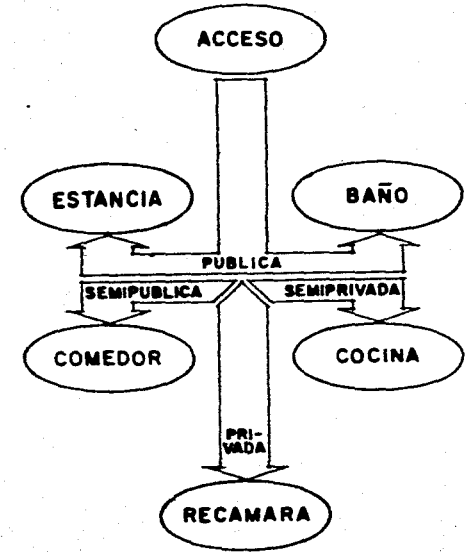 ACCESO
ESTANCIA
BAÑO
PUBLICA
SEMIPUBLICA
SEMIPRIVADA
COMEDOR
COCINA
PRI-
VADA
RECAMARA